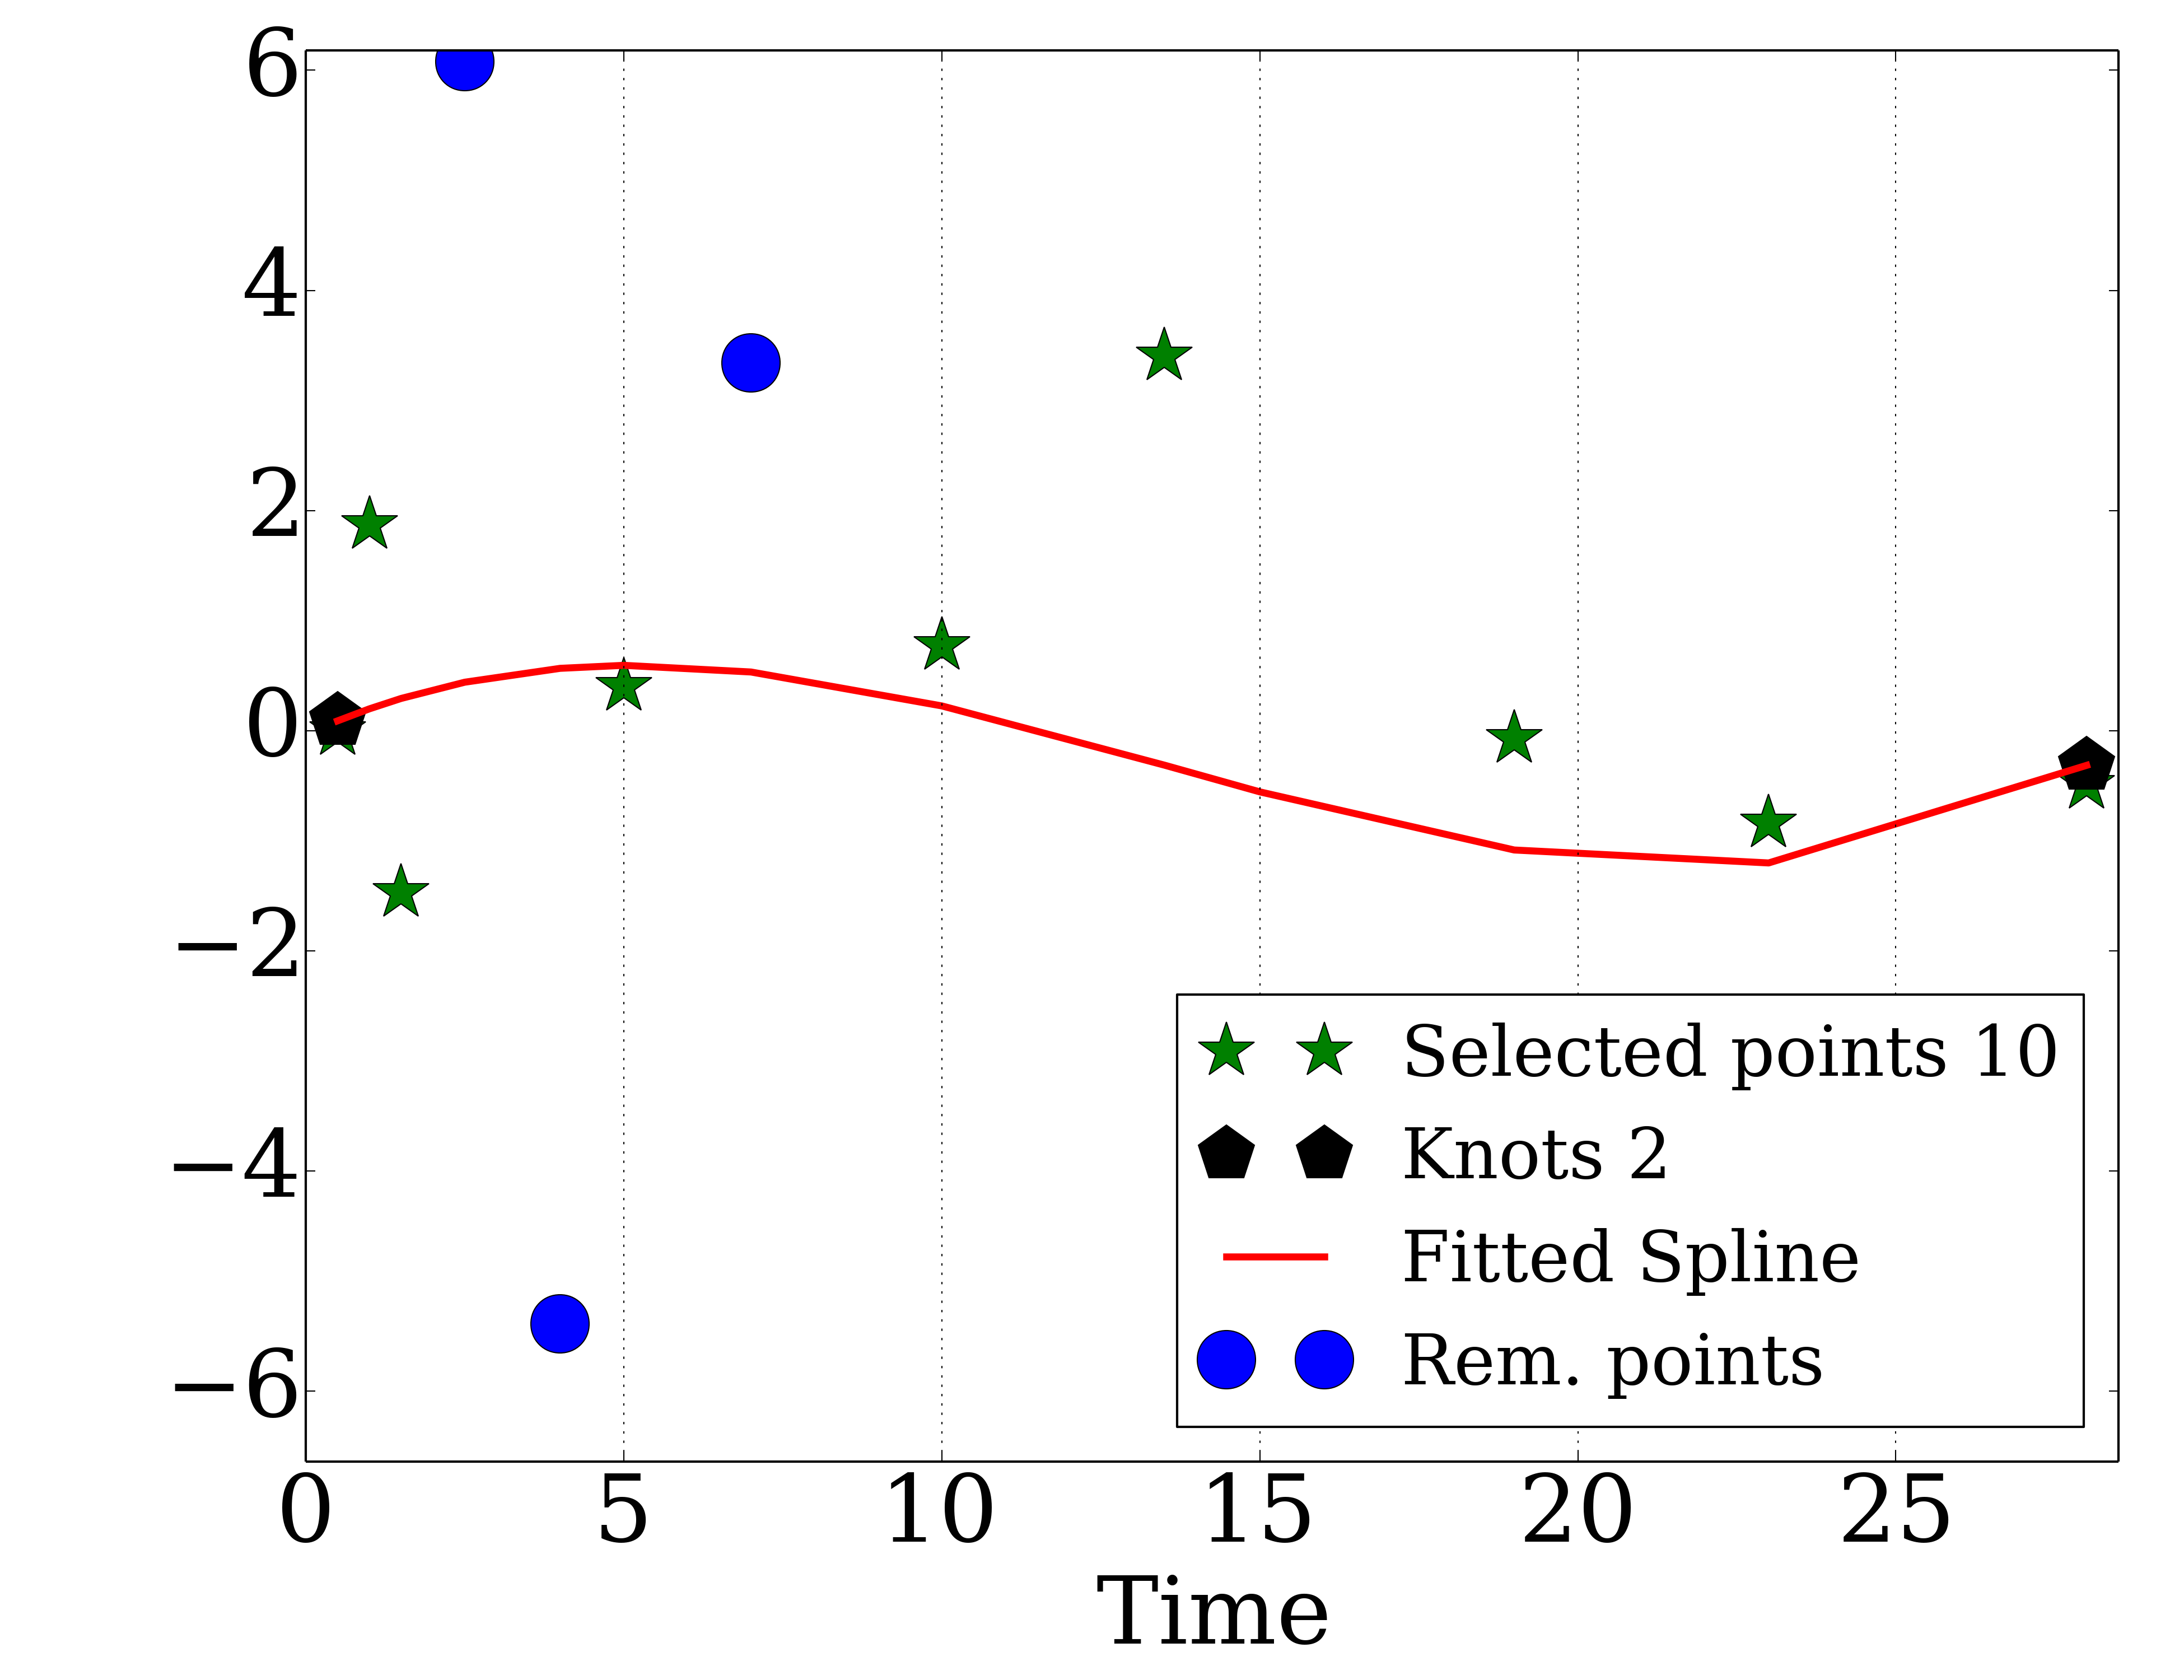 6
4
2
0
−2
−4
−6
0 5 10 15 20 25
Time
Selected points 10
Knots 2
Fitted Spline
Rem. points